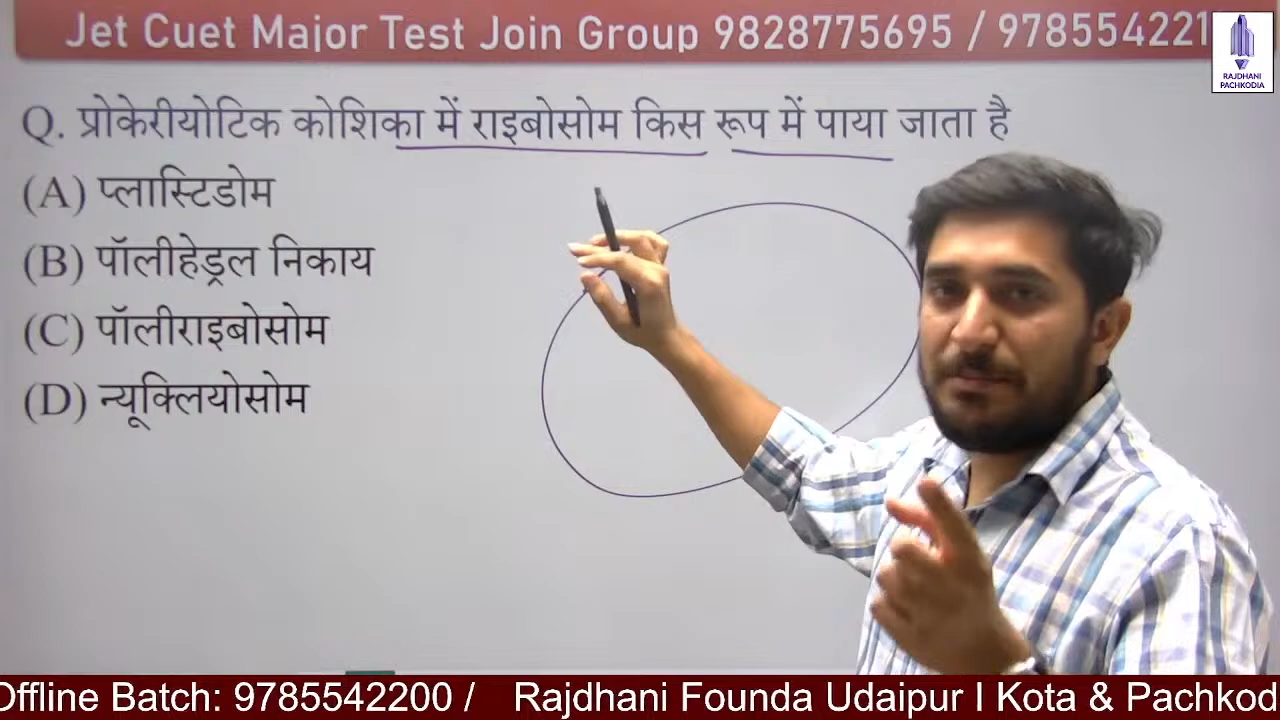 Jet Cuet Major Test Join Group 9828775695 / 978554221
RAJDHANI
PACHKODIA
Q. प्रोकेरीयोटिक कोशिका में राइबोसोम किस रूप में पाया जाता है
(A) प्लास्टिडोम
(B) पॉलीहेड्रल निकाय
(C) पॉलीराइबोसोम
(D) न्यूक्लियोसोम
Offline Batch: 9785542200 / Rajdhani Founda Udaipur I Kota & Pachkod